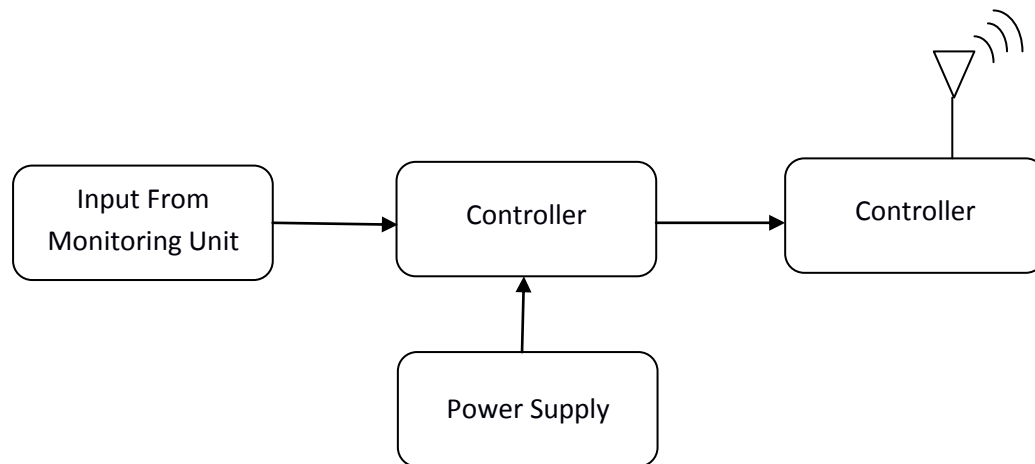 Input From
Monitoring Unit
Controller
Controller
Power Supply